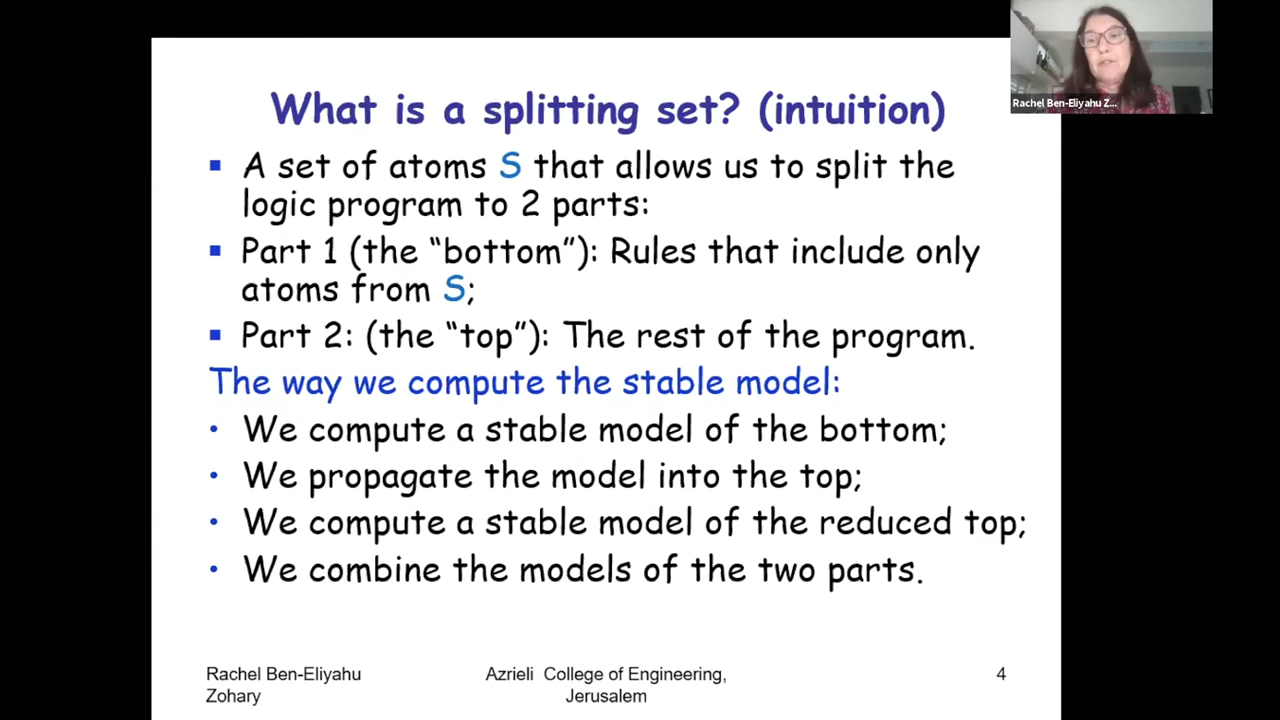 What is a splitting set? (intuition)
A set of atoms S that allows us to split the
logic program to 2 parts:
Part 1 (the “bottom”): Rules that include only
atoms from S;
Part 2: (the “top”): The rest of the program.
The way we compute the stable model:
We compute a stable model of the bottom;
We propagate the model into the top;
We compute a stable model of the reduced top;
We combine the models of the two parts.
Rachel Ben-Eliyahu
Zohary
Azrieli College of Engineering,
Jerusalem
4
Rachel Ben-Eliyahu Z...